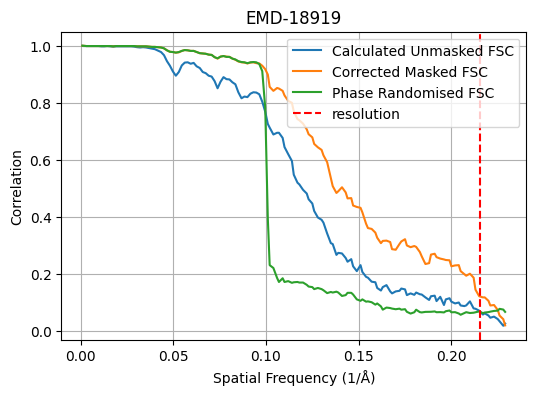 EMD-18919
Calculated Unmasked FSC
Corrected Masked FSC
Phase Randomised FSC
resolution
Correlation
1.0
0.8
0.6
0.4
0.2
0.0
0.00 0.05 0.10 0.15 0.20
Spatial Frequency (1/Å)